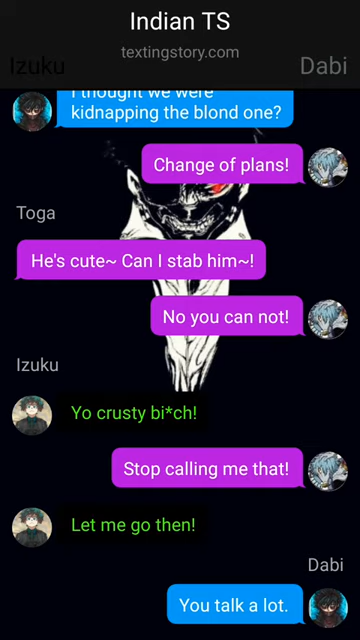 Indian TS
textingstory.com
Izuku
Dabi
I thought we were
kidnapping the blond one?
Change of plans!
Toga
He's cute~ Can I stab him~!
No you can not!
Izuku
Yo crusty bi*ch!
Stop calling me that!
Let me go then!
Dabi
You talk a lot.